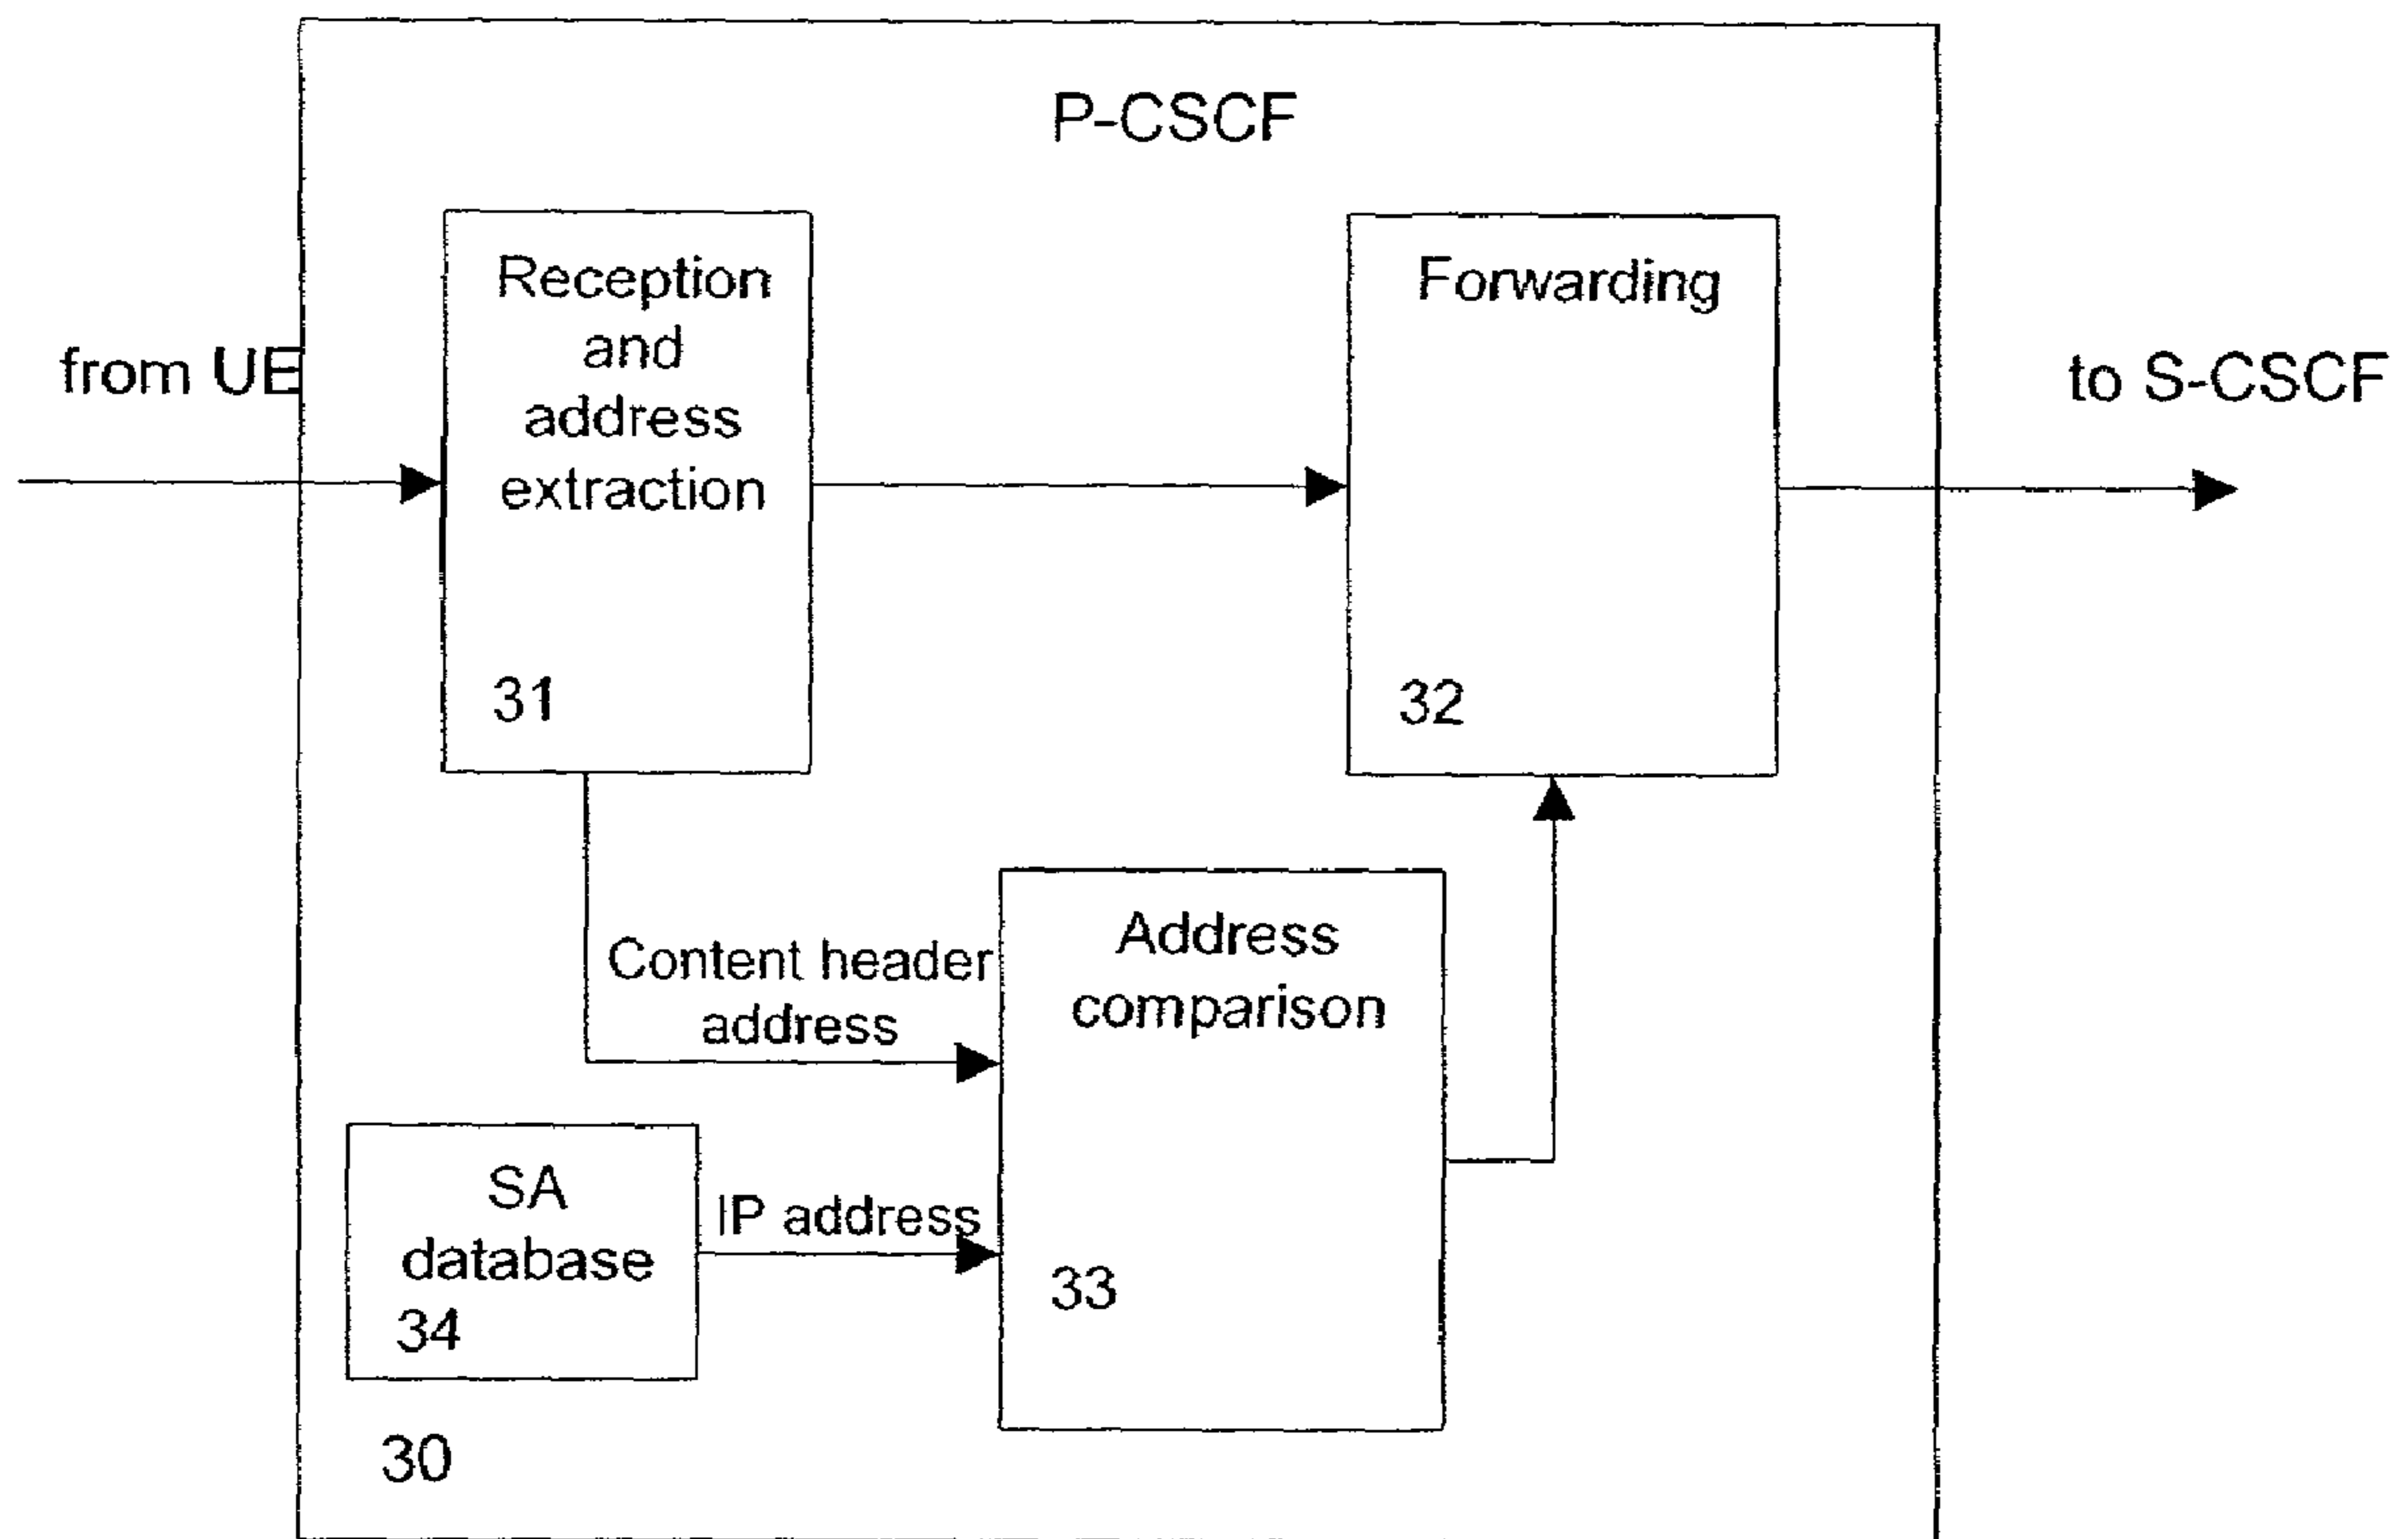 P-CSCF
from UE
Reception
and
address
extraction
31
Forwarding
32
to S-CSCF
Content header
address
Address
comparison
33
SA
database
34
IP address
30